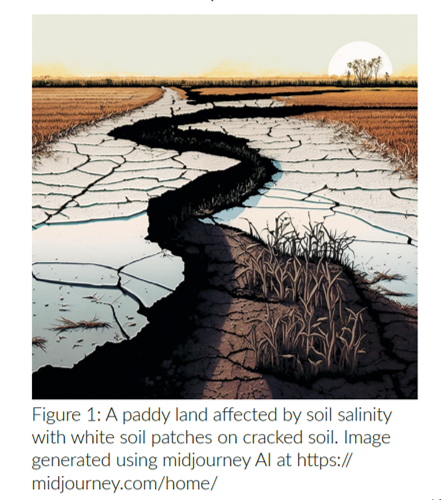 Figure 1: A paddy land affected by soil salinity
with white soil patches on cracked soil. Image
generated using midjourney AI at https://
midjourney.com/home/